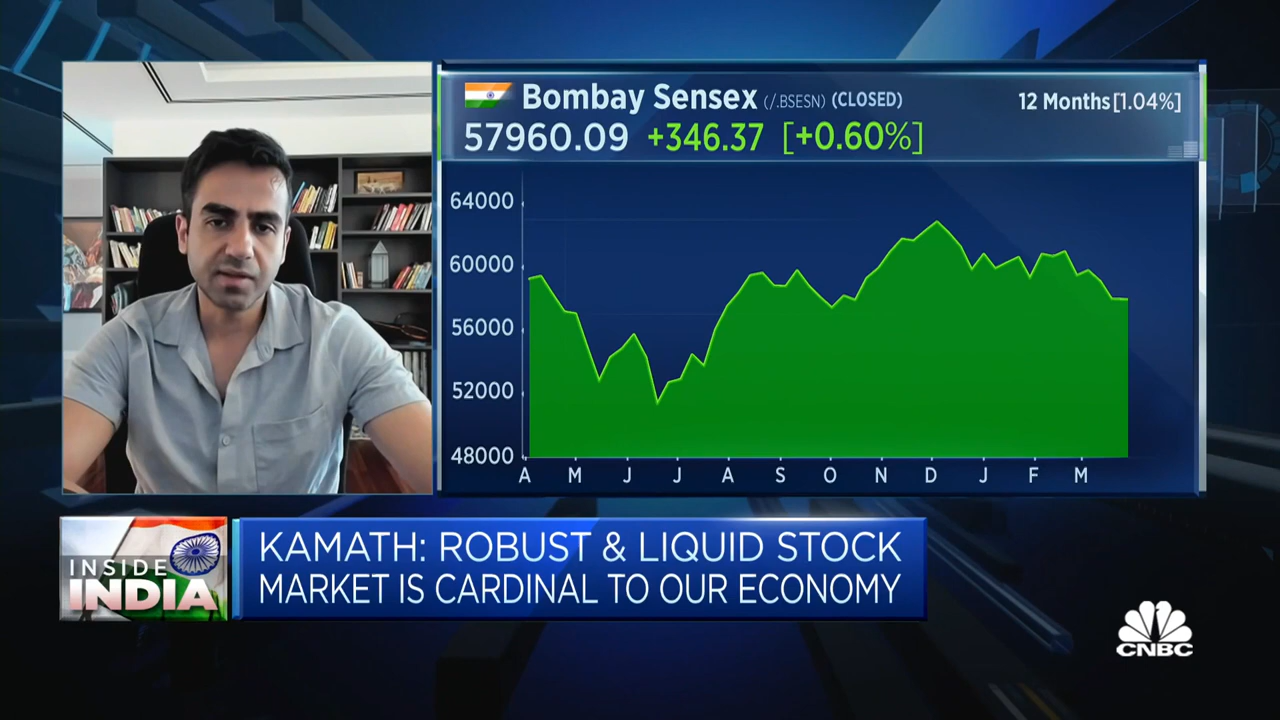 Bombay Sensex (/.BSESN) (CLOSED)
12 Months[1.04%]
57960.09 +346.37 [+0.60%]
64000
60000
56000
52000
48000
A M J J A S O N D J F M
INSIDE
INDIA
KAMATH: ROBUST & LIQUID STOCK
MARKET IS CARDINAL TO OUR ECONOMY
CNBC